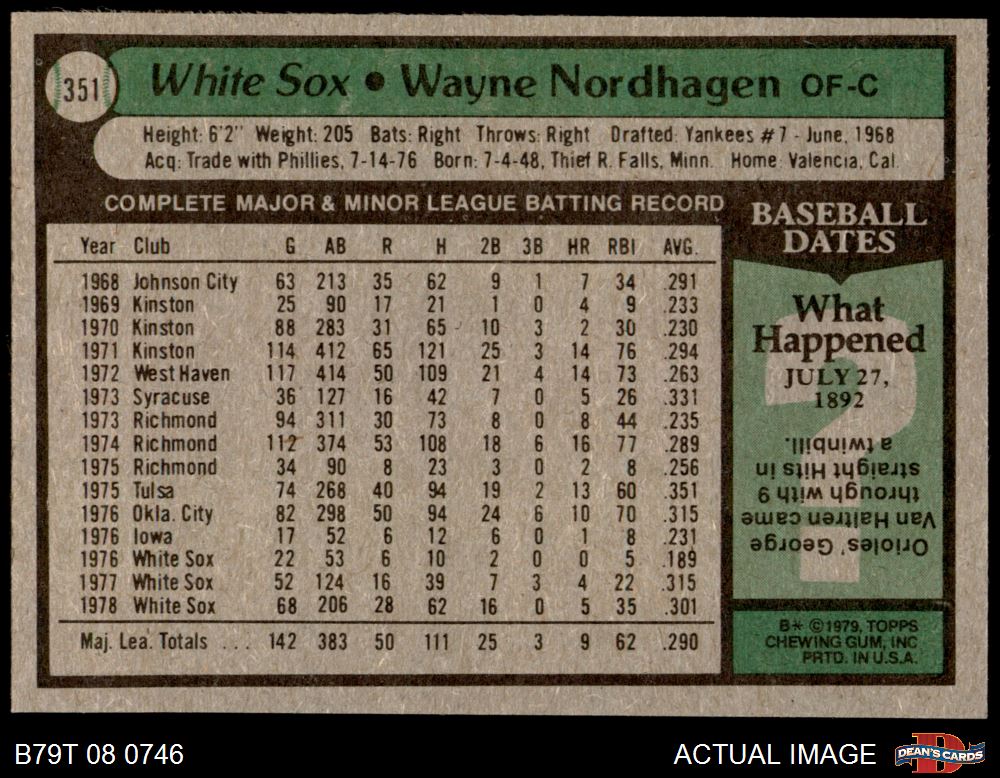 351 White Sox • Wayne Nordhagen OF-C
Height: 6'2" Weight: 205 Bats: Right Throws: Right Drafted: Yankees #7 - June, 1968
Acq: Trade with Phillies, 7-14-76 Born: 7-4-48, Thief R. Falls, Minn. Home: Valencia, Cal.
COMPLETE MAJOR & MINOR LEAGUE BATTING RECORD
Year Club G AB R H 2B 3B HR RBI AVG.
1968 Johnson City 63 213 35 62 9 1 7 34 .291
1969 Kinston 25 90 17 21 1 0 4 9 .233
1970 Kinston 88 283 31 65 10 3 2 30 .230
1971 Kinston 114 412 65 121 25 3 14 76 .294
1972 West Haven 117 414 50 109 21 4 14 73 .263
1973 Syracuse 36 127 16 42 7 0 5 26 .331
1973 Richmond 94 311 30 73 8 0 8 44 .235
1974 Richmond 112 374 53 108 18 6 16 77 .289
1975 Richmond 34 90 8 23 3 0 2 8 .256
1975 Tulsa 74 268 40 94 19 2 13 60 .351
1976 Okla. City 82 298 50 94 24 6 10 70 .315
1976 Iowa 17 52 6 12 6 0 1 8 .231
1976 White Sox 22 53 6 10 2 0 0 5 .189
1977 White Sox 52 124 16 39 7 3 4 22 .315
1978 White Sox 68 206 28 62 16 0 5 35 .301
Maj. Lea. Totals ... 142 383 50 111 25 3 9 62 .290
BASEBALL
DATES
What
Happened
JULY 27,
1892
?
Orioles' George
Van Haltren came
through with 9
straight Hits in
a twinbill.
B* ©1979, TOPPS
CHEWING GUM, INC
PRTD. IN U.S.A.
B79T 08 0746
ACTUAL IMAGE
DEAN'S CARDS